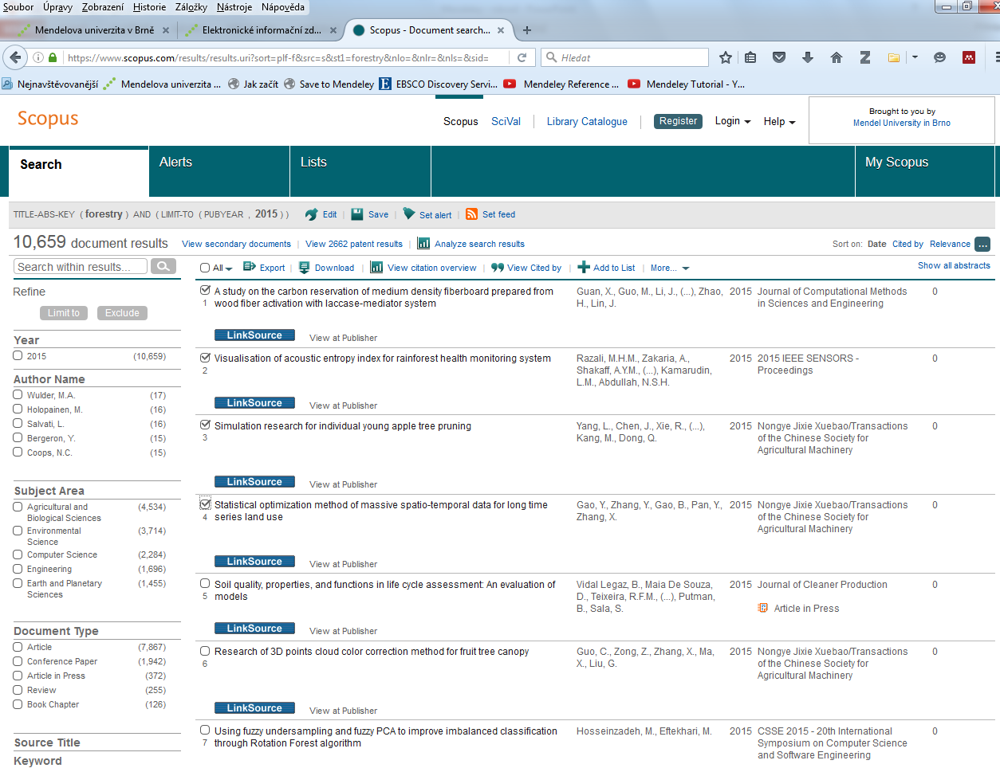 Soubor Úpravy Zobrazení Historie Záložky Nástroje Nápověda
Mendelova univerzita v Brně × Elektronické informační zd... × Scopus - Document search... × +
https://www.scopus.com/results/results.uri?sort=plf-f&src=s&st1=forestry&nlo=&nlr=&nls=&sid= Hledat
Nejnavštěvovanější Mendelova univerzita ... Jak začít Save to Mendeley EBSCO Discovery Servi... Mendeley Reference ... Mendeley Tutorial - Y...
Scopus
Scopus SciVal Library Catalogue Register Login Help
Brought to you by
Mendel University in Brno
Search Alerts Lists My Scopus
TITLE-ABS-KEY ( forestry ) AND ( LIMIT-TO ( PUBYEAR , 2015 ) ) Edit | Save | Set alert | Set feed
10,659 document results View secondary documents | View 2662 patent results | Analyze search results Sort on: Date Cited by Relevance ...
Search within results...
All Export | Download | View citation overview | View Cited by | Add to List | More... Show all abstracts
Refine
Limit to Exclude
Year
2015 (10,659)
Author Name
Wulder, M.A. (17)
Holopainen, M. (16)
Salvati, L. (16)
Bergeron, Y. (15)
Coops, N.C. (15)
Subject Area
Agricultural and
Biological Sciences (4,534)
Environmental
Science (3,714)
Computer Science (2,284)
Engineering (1,696)
Earth and Planetary
Sciences (1,455)
Document Type
Article (7,867)
Conference Paper (1,942)
Article in Press (372)
Review (255)
Book Chapter (126)
Source Title
Keyword
1 A study on the carbon reservation of medium density fiberboard prepared from
wood fiber activation with laccase-mediator system
Guan, X., Guo, M., Li, J., (...), Zhao,
H., Lin, J.
2015 Journal of Computational Methods
in Sciences and Engineering
0
LinkSource View at Publisher
2 Visualisation of acoustic entropy index for rainforest health monitoring system
Razali, M.H.M., Zakaria, A.,
Shakaff, A.Y.M., (...), Kamarudin,
L.M., Abdullah, N.S.H.
2015 2015 IEEE SENSORS -
Proceedings
0
LinkSource View at Publisher
3 Simulation research for individual young apple tree pruning
Yang, L., Chen, J., Xie, R., (...),
Kang, M., Dong, Q.
2015 Nongye Jixie Xuebao/Transactions
of the Chinese Society for
Agricultural Machinery
0
LinkSource View at Publisher
4 Statistical optimization method of massive spatio-temporal data for long time
series land use
Gao, Y., Zhang, Y., Gao, B., Pan, Y.,
Zhang, X.
2015 Nongye Jixie Xuebao/Transactions
of the Chinese Society for
Agricultural Machinery
0
LinkSource View at Publisher
5 Soil quality, properties, and functions in life cycle assessment: An evaluation of
models
Vidal Legaz, B., Maia De Souza,
D., Teixeira, R.F.M., (...), Putman,
B., Sala, S.
2015 Journal of Cleaner Production
Article in Press
0
LinkSource View at Publisher
6 Research of 3D points cloud color correction method for fruit tree canopy
Guo, C., Zong, Z., Zhang, X., Ma,
X., Liu, G.
2015 Nongye Jixie Xuebao/Transactions
of the Chinese Society for
Agricultural Machinery
0
LinkSource View at Publisher
7 Using fuzzy undersampling and fuzzy PCA to improve imbalanced classification
through Rotation Forest algorithm
Hosseinzadeh, M., Eftekhari, M.
2015 CSSE 2015 - 20th International
Symposium on Computer Science
and Software Engineering
0